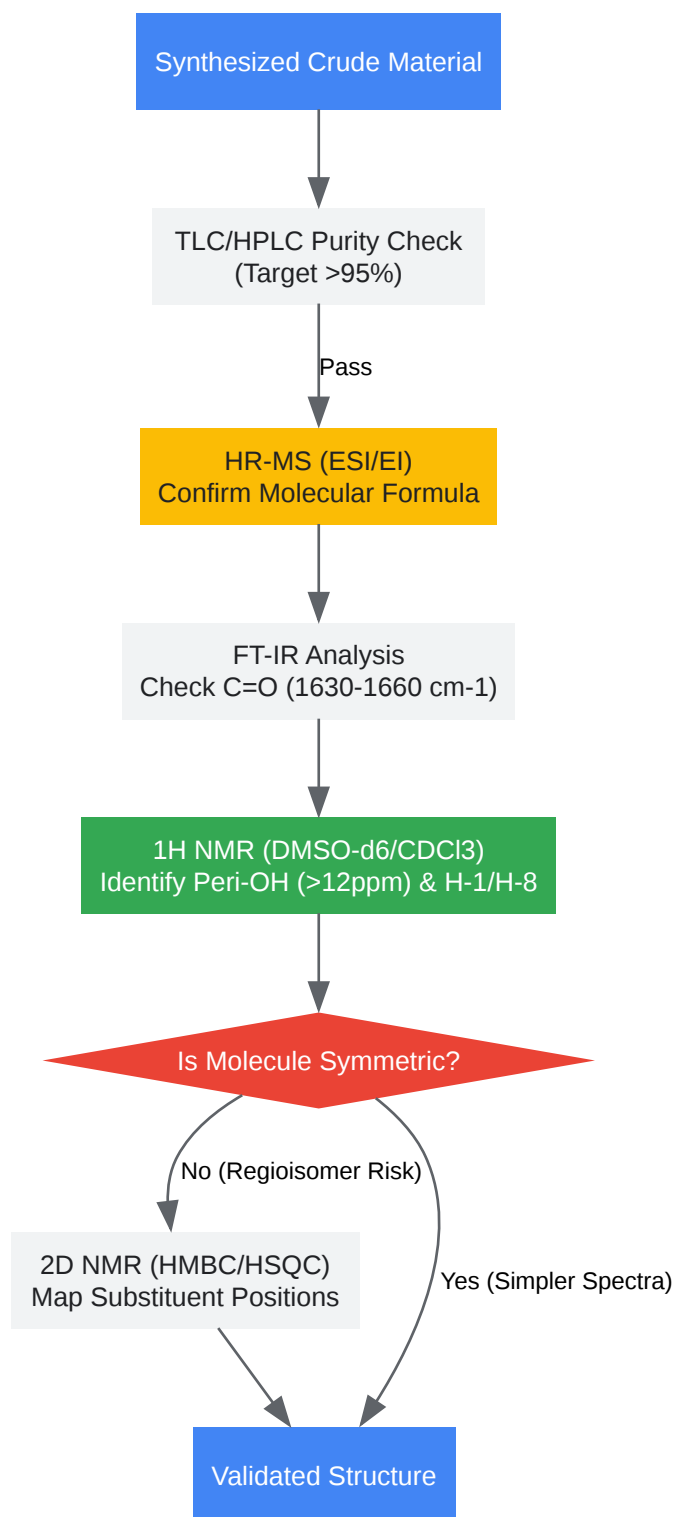 Synthesized Crude Material
TLC/HPLC Purity Check
(Target >95%)
Pass
HR-MS (ESI/EI)
Confirm Molecular Formula
FT-IR Analysis
Check C=O (1630-1660 cm-1)
1H NMR (DMSO-d6/CDCl3)
Identify Peri-OH (>12ppm) & H-1/H-8
Is Molecule Symmetric?
No (Regioisomer Risk)
2D NMR (HMBC/HSQC)
Map Substituent Positions
Yes (Simpler Spectra)
Validated Structure